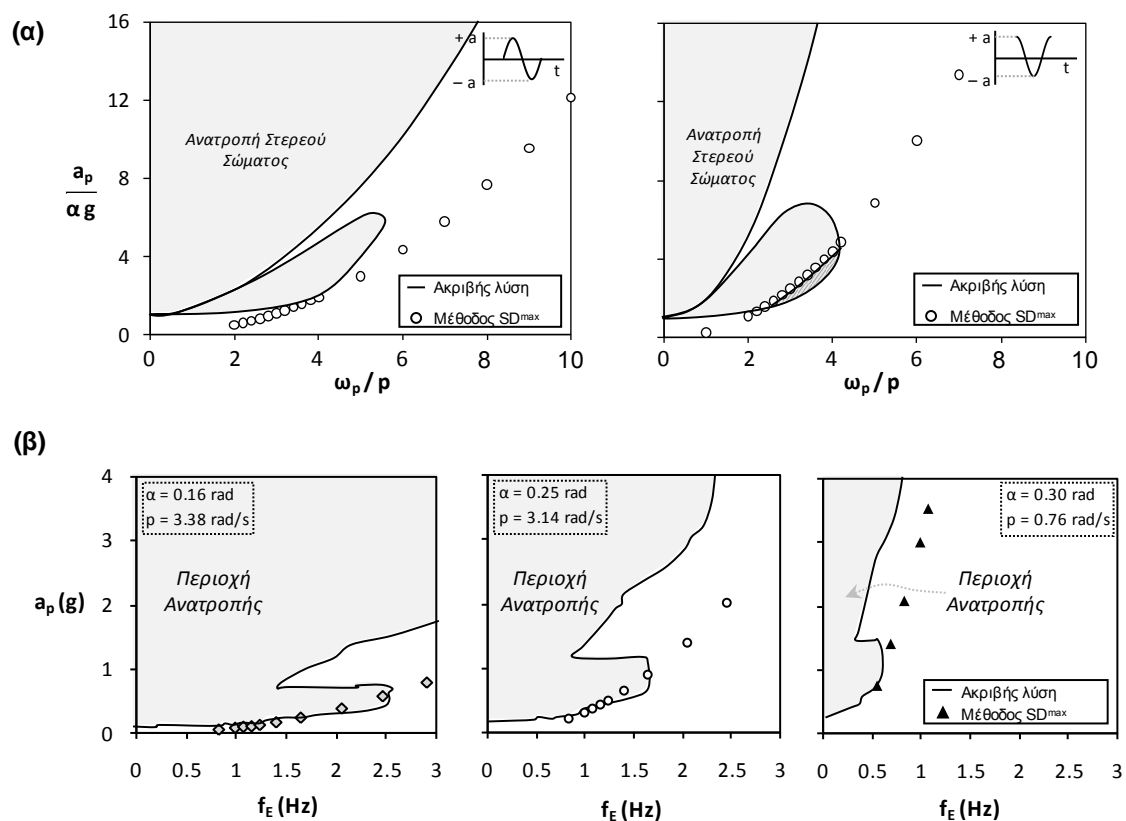 (α)
16
12
8
4
0
a_p
α g
Ανατροπή Στερεού
Σώματος
+ a
– a
t
Ακριβής λύση
Μέθοδος SD^max
0 2 4 6 8 10
ω_p / p
Ανατροπή
Στερεού
Σώματος
+ a
– a
t
Ακριβής λύση
Μέθοδος SD^max
0 2 4 6 8 10
ω_p / p
(β)
4
3
2
1
0
a_p (g)
α = 0.16 rad
p = 3.38 rad/s
Περιοχή
Ανατροπής
0 0.5 1 1.5 2 2.5 3
f_E (Hz)
α = 0.25 rad
p = 3.14 rad/s
Περιοχή
Ανατροπής
0 0.5 1 1.5 2 2.5 3
f_E (Hz)
α = 0.30 rad
p = 0.76 rad/s
Περιοχή
Ανατροπής
Ακριβής λύση
Μέθοδος SD^max
0 0.5 1 1.5 2 2.5 3
f_E (Hz)